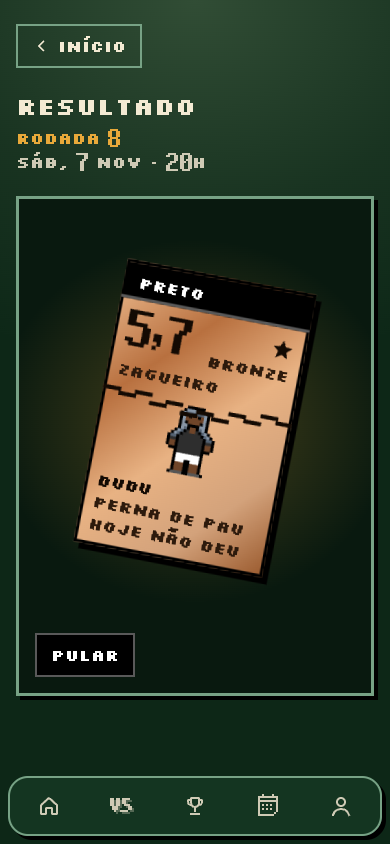 INÍCIO
RESULTADO
RODADA 8
SÁB, 7 NOV · 20H
PRETO
5,7
BRONZE
ZAGUEIRO
DUDU
PERNA DE PAU
HOJE NÃO DEU
PULAR
VS